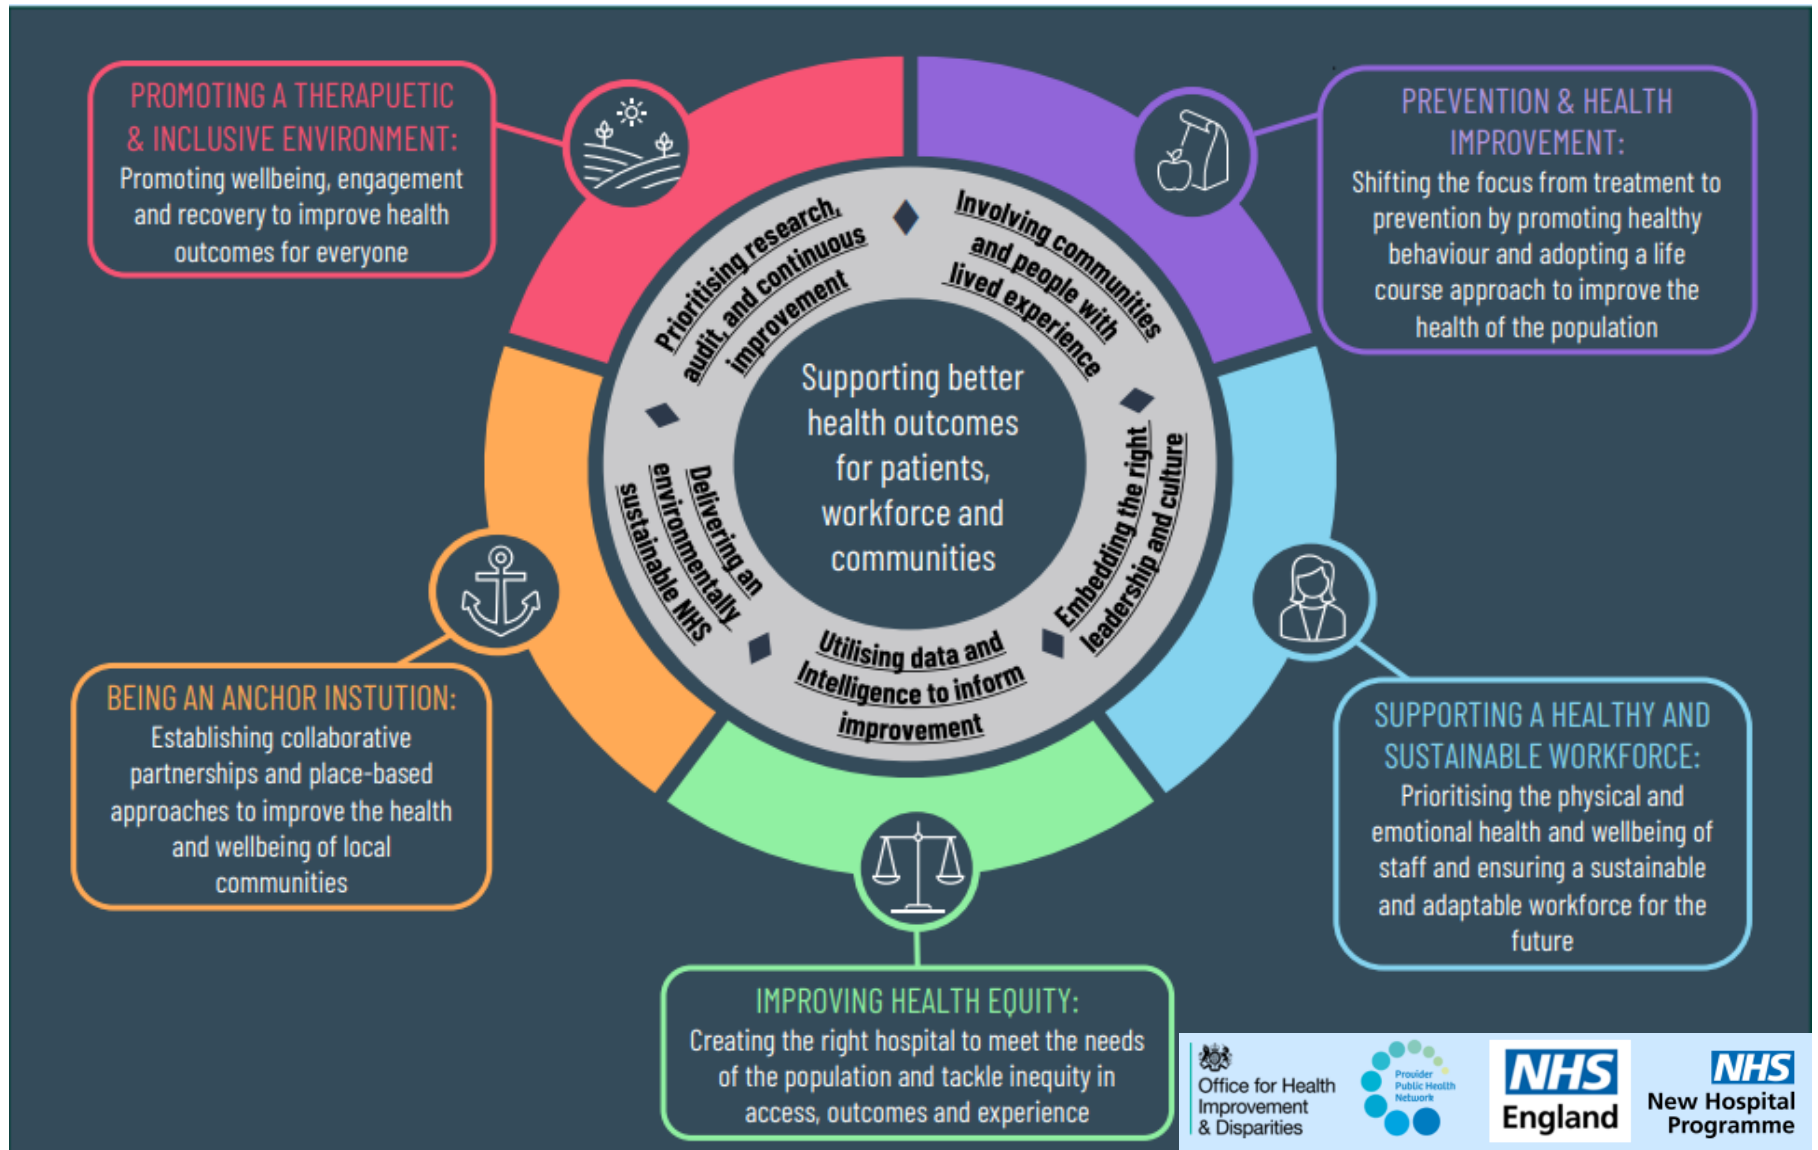 PROMOTING A THERAPUETIC
& INCLUSIVE ENVIRONMENT:
Promoting wellbeing, engagement
and recovery to improve health
outcomes for everyone
PREVENTION & HEALTH
IMPROVEMENT:
Shifting the focus from treatment to
prevention by promoting healthy
behaviour and adopting a life
course approach to improve the
health of the population
Prioritising research,
audit, and continuous
improvement
Involving communities
and people with
lived experience
Supporting better
health outcomes
for patients,
workforce and
communities
Delivering an
environmentally
sustainable NHS
Embedding the right
leadership and culture
Utilising data and
Intelligence to inform
improvement
BEING AN ANCHOR INSTUTION:
Establishing collaborative
partnerships and place-based
approaches to improve the health
and wellbeing of local
communities
SUPPORTING A HEALTHY AND
SUSTAINABLE WORKFORCE:
Prioritising the physical and
emotional health and wellbeing of
staff and ensuring a sustainable
and adaptable workforce for the
future
IMPROVING HEALTH EQUITY:
Creating the right hospital to meet the needs
of the population and tackle inequity in
access, outcomes and experience
Office for Health
Improvement
& Disparities
Provider
Public Health
Network
NHS
England
NHS
New Hospital
Programme